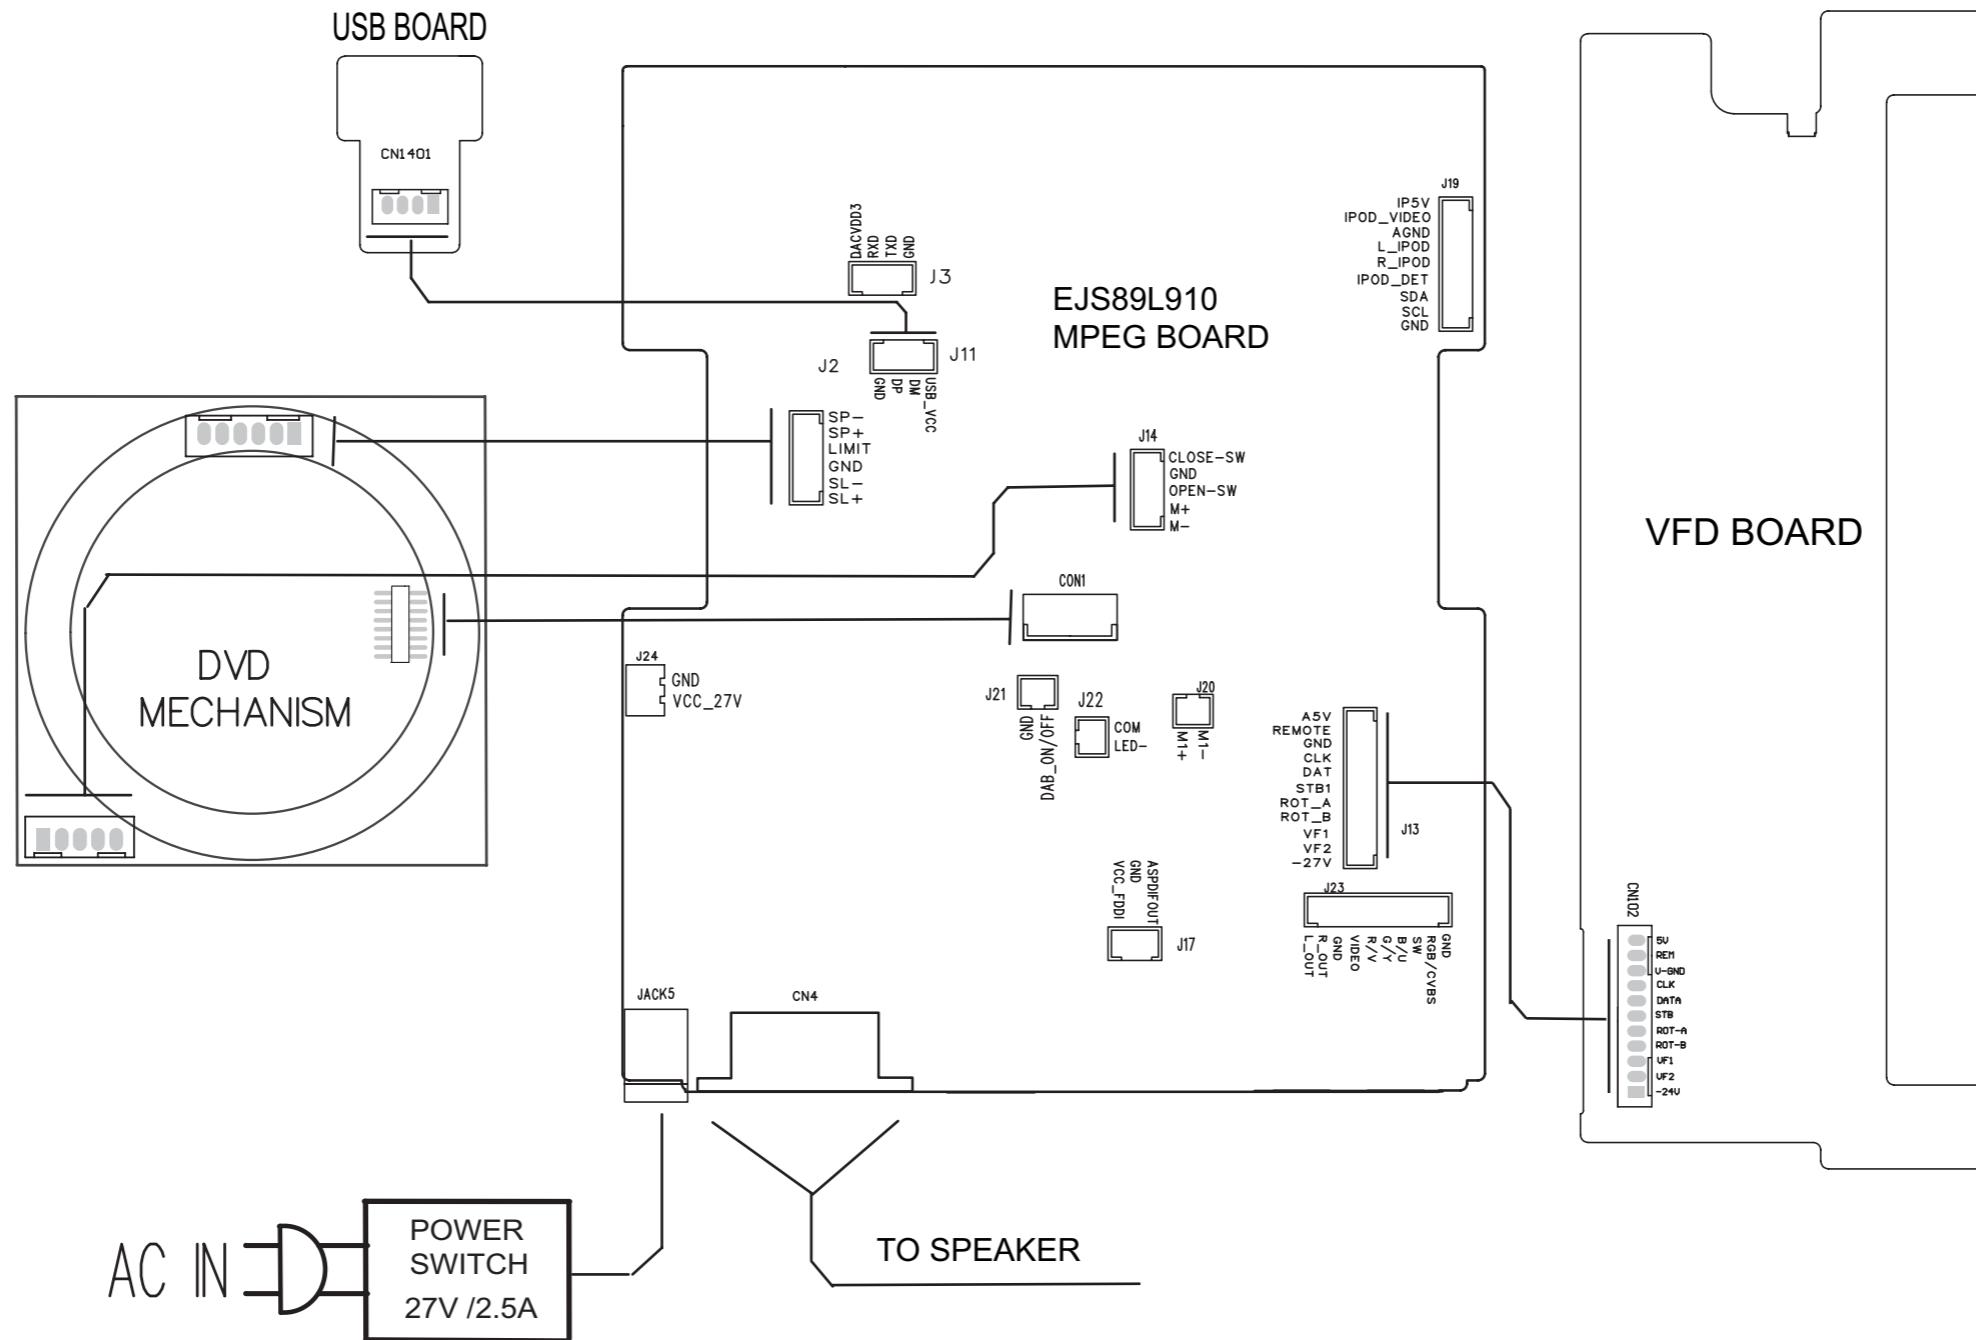 USB BOARD
CN1401
DACVDD3
RXD
TXD
GND
J3
J11
GND
DP
DM
USB_VCC
J2
SP-
SP+
LIMIT
GND
SL-
SL+
EJS89L910
MPEG BOARD
J19
IP5V
IPOD_VIDEO
AGND
L_IPOD
R_IPOD
IPOD_DET
SDA
SCL
GND
J14
CLOSE-SW
GND
OPEN-SW
M+
M-
VFD BOARD
CON1
DVD
MECHANISM
J24
GND
VCC_27V
J21
GND
DAB_ON/OFF
J22
COM
LED-
J20
M1+
M1-
A5V
REMOTE
GND
CLK
DAT
STB1
ROT_A
ROT_B
VF1
VF2
-27V
J13
VCC_FDDI
GND
ASPDIFOUT
J17
J23
L_OUT
R_OUT
GND
VIDEO
R/V
G/Y
B/U
SW
RGB/CVBS
GND
CN102
5V
REM
V-GND
CLK
DATA
STB
ROT-A
ROT-B
VF1
VF2
-24V
JACK5
CN4
AC IN
POWER
SWITCH
27V /2.5A
TO SPEAKER